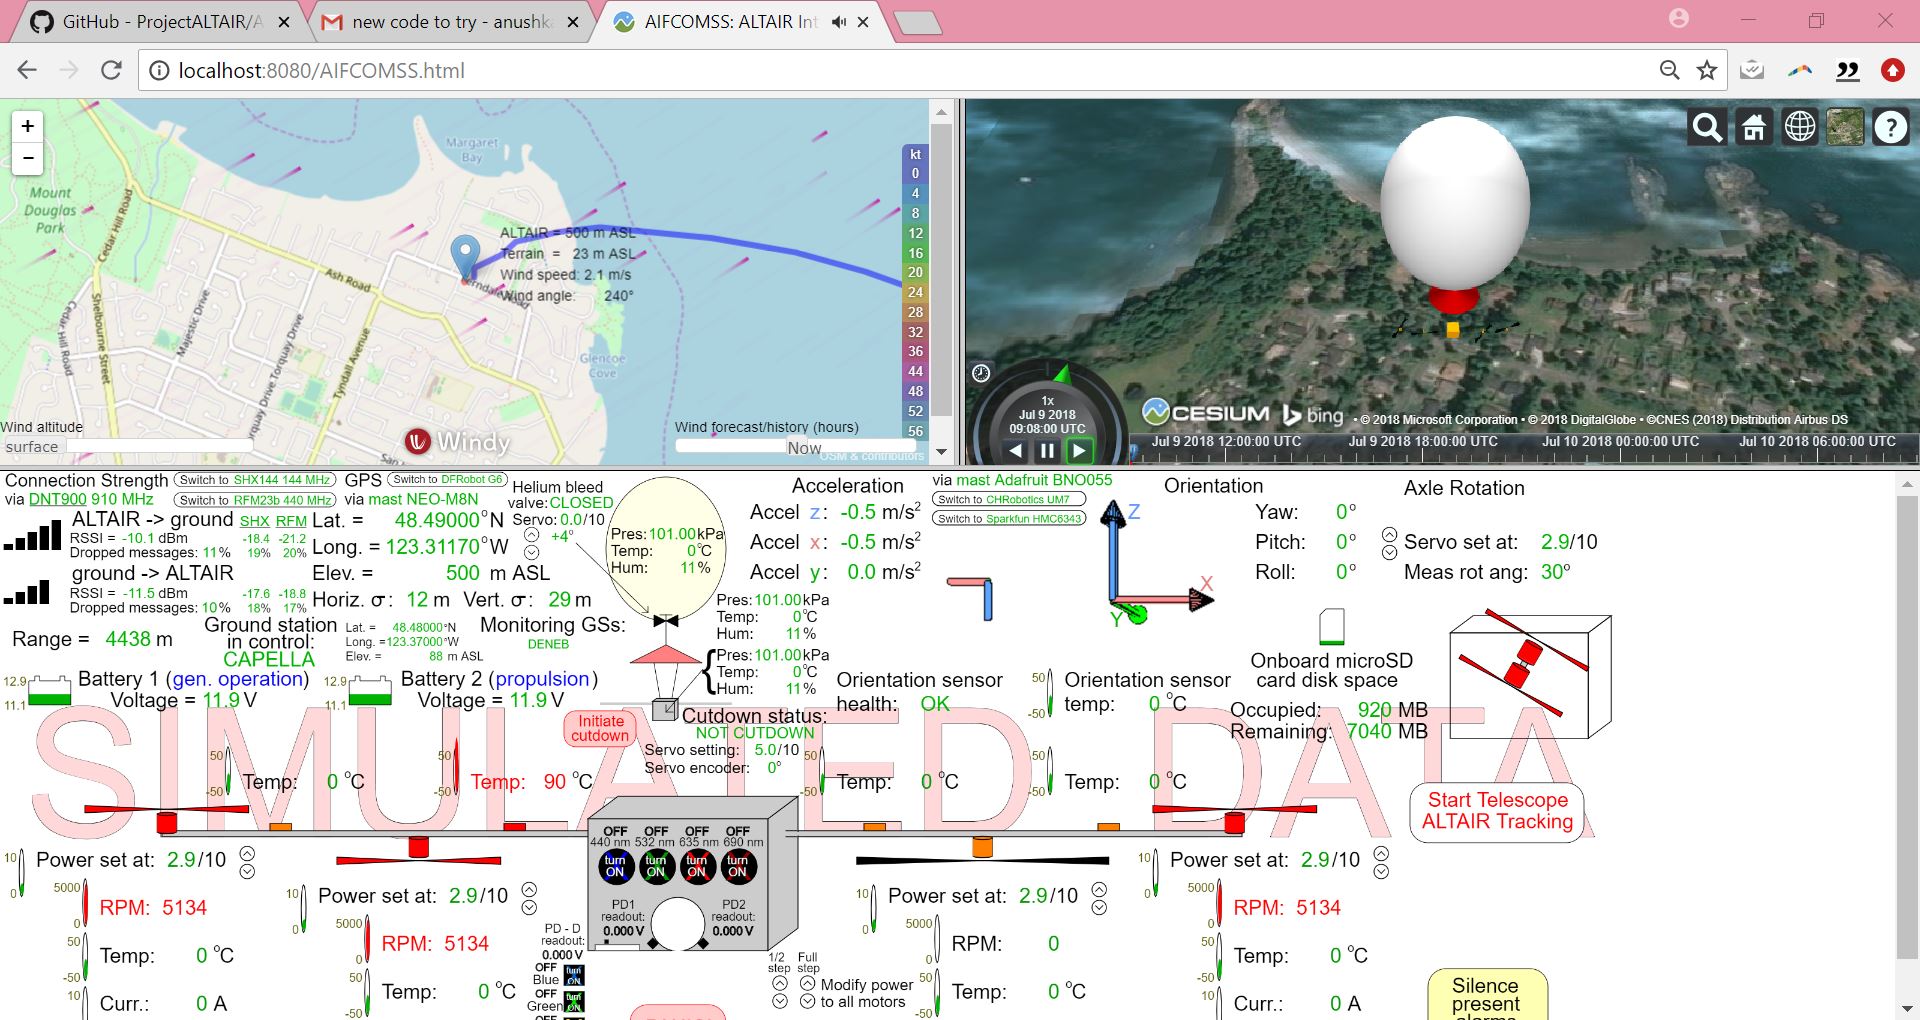 GitHub - ProjectALTAIR/A
new code to try - anushk
AIFCOMSS: ALTAIR Int
localhost:8080/AIFCOMSS.html
+
−
Margaret
Bay
Mount
Douglas
Park
Cedar Hill Road
Shelbourne Street
Cedar Hill Road
Majestic Drive
Torquay Drive
Torquay Drive
Tyndall Avenue
Ash Road
Glencoe
Cove
ALTAIR = 500 m ASL
Terrain = 23 m ASL
Wind speed: 2.1 m/s
Wind angle: 240°
kt
0
4
8
12
16
20
24
28
32
36
44
48
52
56
Wind altitude
surface
Windy
Wind forecast/history (hours)
Now
OSM & contributors
?
1x
Jul 9 2018
09:08:00 UTC
CESIUM
bing
• © 2018 Microsoft Corporation • © 2018 DigitalGlobe • ©CNES (2018) Distribution Airbus DS
Jul 9 2018 12:00:00 UTC
Jul 9 2018 18:00:00 UTC
Jul 10 2018 00:00:00 UTC
Jul 10 2018 06:00:00 UTC
Connection Strength
Switch to SHX144 144 MHz
via DNT900 910 MHz
Switch to RFM23b 440 MHz
ALTAIR -> ground SHX RFM
RSSI = -10.1 dBm -18.4 -21.2
Dropped messages: 11% 19% 20%
ground -> ALTAIR
RSSI = -11.5 dBm -17.6 -18.8
Dropped messages: 10% 18% 17%
Range = 4438 m
GPS
Switch to DFRobot G6
via mast NEO-M8N
Lat. = 48.49000°N
Long. = 123.31170°W
Elev. = 500 m ASL
Horiz. σ: 12 m Vert. σ: 29 m
Ground station
in control:
CAPELLA
Lat. = 48.48000°N
Long. =123.37000°W
Elev. = 88 m ASL
Monitoring GSs:
DENEB
Helium bleed
valve: CLOSED
Servo: 0.0/10
+4°
Pres: 101.00 kPa
Temp: 0°C
Hum: 11%
Pres: 101.00 kPa
Temp: 0°C
Hum: 11%
Pres: 101.00 kPa
Temp: 0°C
Hum: 11%
Acceleration
Accel z: -0.5 m/s²
Accel x: -0.5 m/s²
Accel y: 0.0 m/s²
via mast Adafruit BNO055
Switch to CHRobotics UM7
Switch to Sparkfun HMC6343
Z
X
Y
Orientation
Yaw: 0°
Pitch: 0°
Roll: 0°
Axle Rotation
Servo set at: 2.9/10
Meas rot ang: 30°
12.9
11.1
Battery 1 (gen. operation)
Voltage = 11.9 V
12.9
11.1
Battery 2 (propulsion)
Voltage = 11.9 V
Initiate
cutdown
Cutdown status:
NOT CUTDOWN
Servo setting: 5.0/10
Servo encoder: 0°
Orientation sensor
health: OK
50
-50
Orientation sensor
temp: 0 °C
Onboard microSD
card disk space
Occupied: 920 MB
Remaining: 7040 MB
SIMULATED DATA
50
-50
Temp: 0 °C
50
-50
Temp: 90 °C
50
-50
Temp: 0 °C
50
-50
Temp: 0 °C
Start Telescope
ALTAIR Tracking
OFF OFF OFF OFF
440 nm 532 nm 635 nm 690 nm
turn ON
turn ON
turn ON
turn ON
PD1
readout:
0.000 V
PD2
readout:
0.000 V
10
0
Power set at: 2.9/10
5000
0
RPM: 5134
50
-50
Temp: 0 °C
10
Curr.: 0 A
10
0
Power set at: 2.9/10
5000
0
RPM: 5134
50
-50
Temp: 0 °C
PD - D
readout:
0.000 V
OFF
Blue
turn ON
OFF
Green
turn ON
OFF
1/2
step
Full
step
Modify power
to all motors
10
0
Power set at: 2.9/10
5000
0
RPM: 0
50
-50
Temp: 0 °C
10
0
Power set at: 2.9/10
5000
0
RPM: 5134
50
-50
Temp: 0 °C
10
Curr.: 0 A
Silence
present
alarms